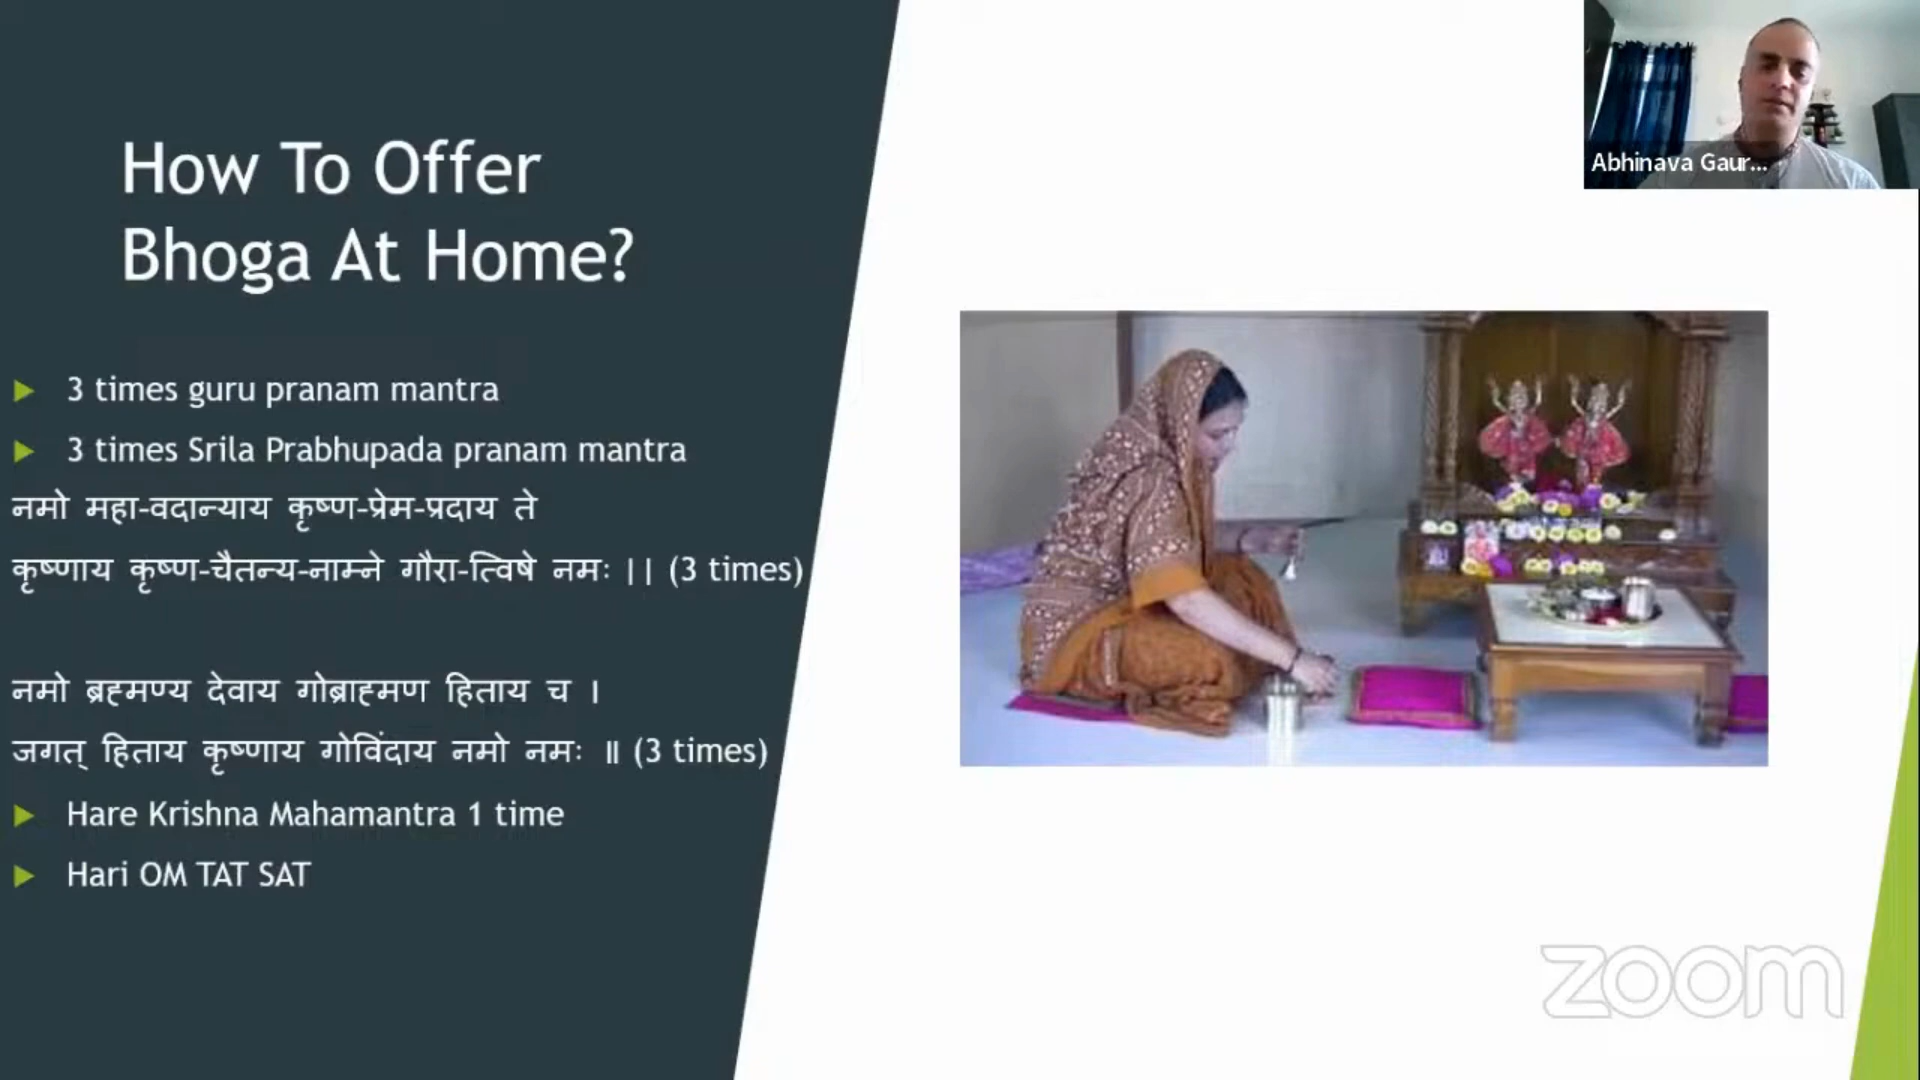 How To Offer
Bhoga At Home?
3 times guru pranam mantra
3 times Srila Prabhupada pranam mantra
नमो महा-वदान्याय कृष्ण-प्रेम-प्रदाय ते
कृष्णाय कृष्ण-चैतन्य-नाम्ने गौरा-त्विषे नमः || (3 times)
नमो ब्रह्मण्य देवाय गोब्राह्मण हिताय च ।
जगत् हिताय कृष्णाय गोविंदाय नमो नमः ॥ (3 times)
Hare Krishna Mahamantra 1 time
Hari OM TAT SAT
Abhinava Gaur...
zoom